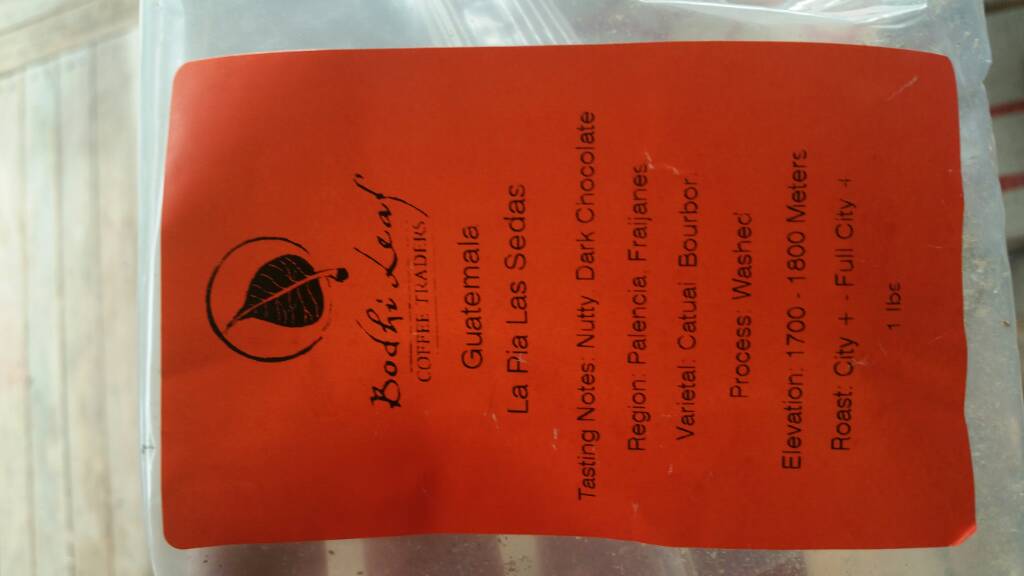 Bodhi Leaf
COFFEE TRADERS
Guatemala
La Pia Las Sedas
Tasting Notes: Nutty Dark Chocolate
Region: Palencia, Fraijanes
Varietal: Catuai Bourbon
Process: Washed
Elevation: 1700 - 1800 Meters
Roast: City + - Full City +
1 lbs